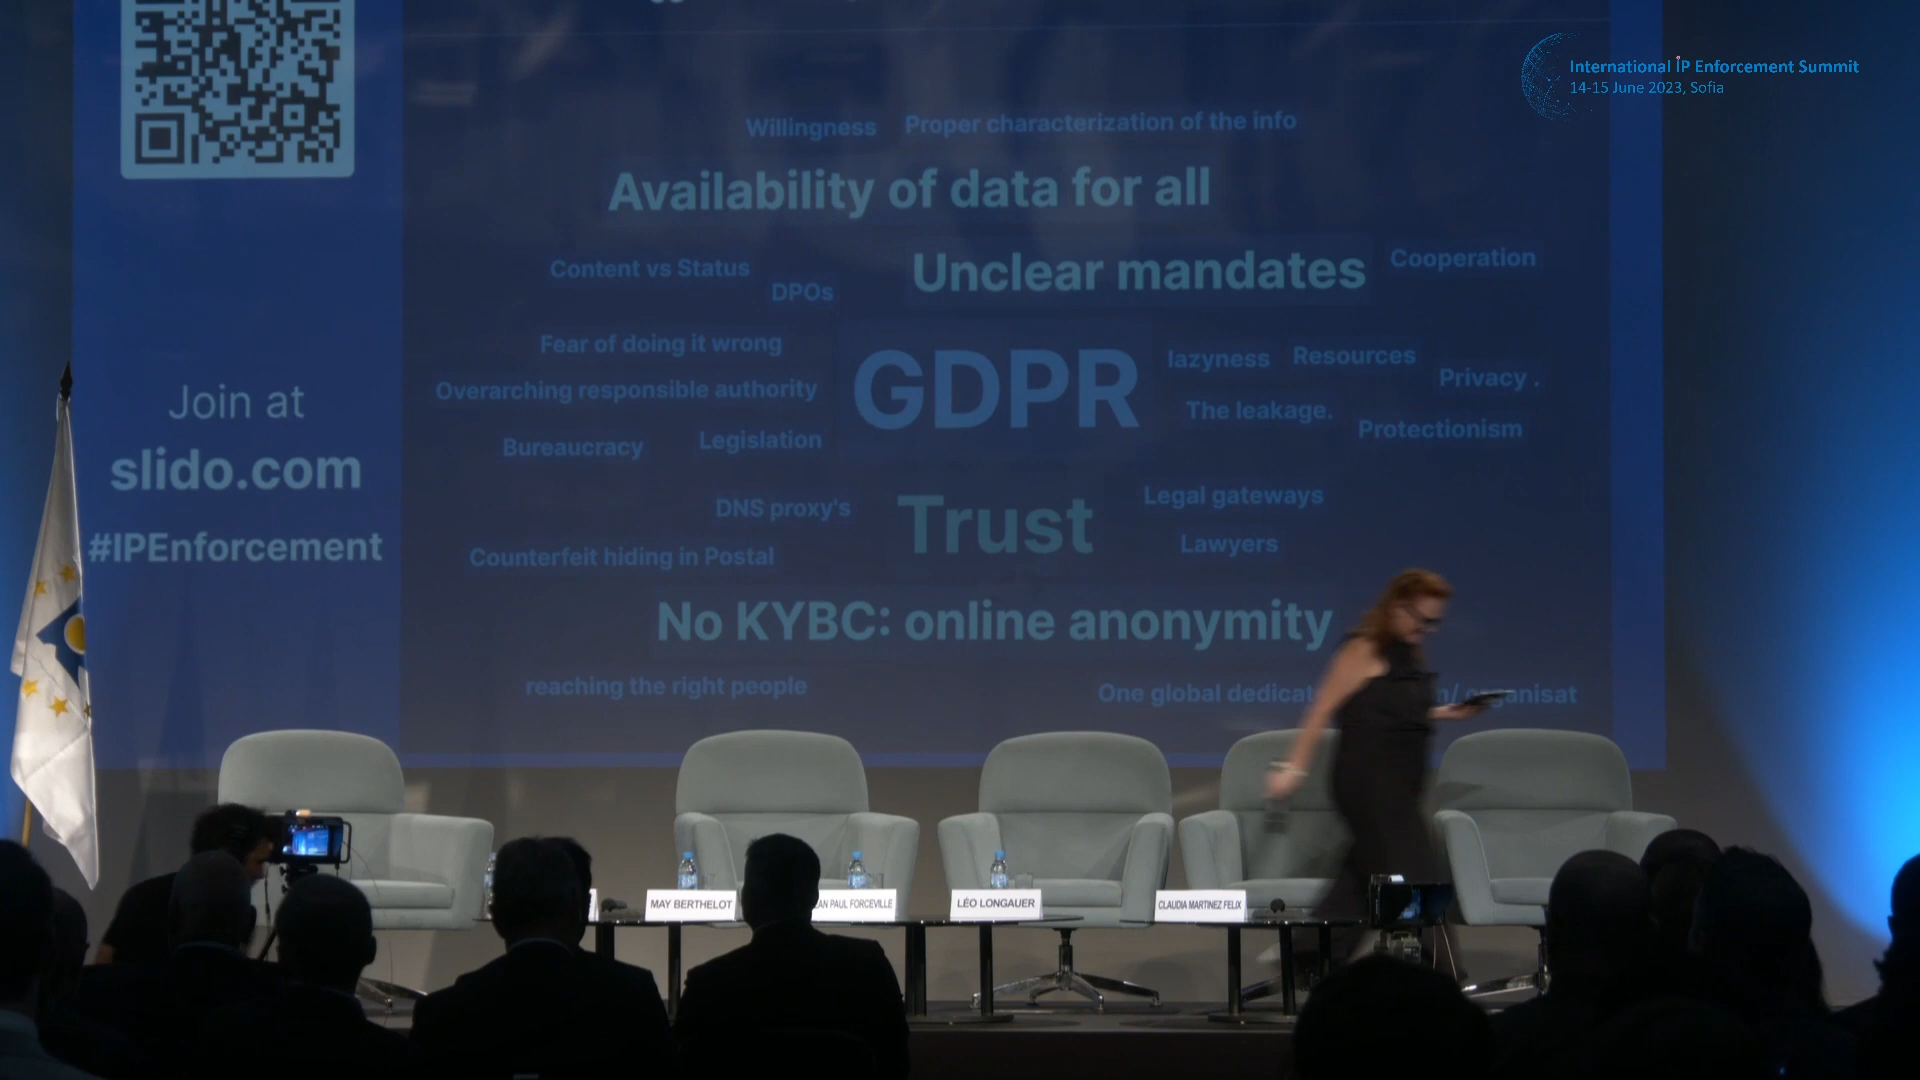 International IP Enforcement Summit
14-15 June 2023, Sofia
Willingness
Proper characterization of the info
Availability of data for all
Content vs Status
DPOs
Unclear mandates
Cooperation
Fear of doing it wrong
Overarching responsible authority
GDPR
lazyness
Resources
Privacy .
The leakage.
Protectionism
Bureaucracy
Legislation
DNS proxy's
Trust
Legal gateways
Lawyers
Counterfeit hiding in Postal
No KYBC: online anonymity
reaching the right people
One global
Join at
slido.com
#IPEnforcement
MAY BERTHELOT
PAUL FORCEVILLE
LÉO LONGAUER
CLAUDIA MARTINEZ FELIX